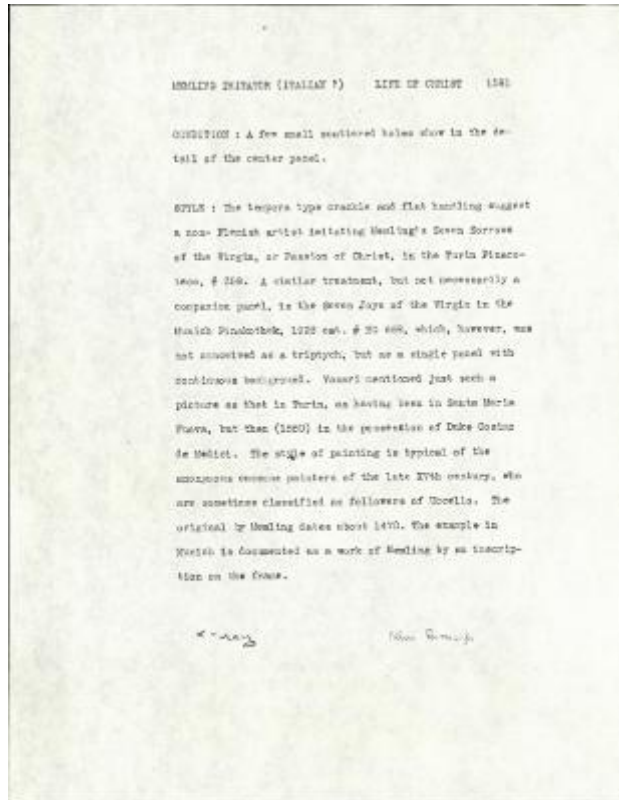 MEMLING IMITATOR (ITALIAN ?) LIFE OF CHRIST
CONDITION : A few small scattered holes show in the de-
tail of the center panel.
STYLE : The tempera type crackle and flat handling suggest
a non- Flemish artist imitating Memling's Seven Sorrows
of the Virgin, or Passion of Christ, in the Turin Pinaco-
teca, # A similar treatment, but not necessarily a
companion panel, is the Seven Joys of the Virgin in the
Munich Pinakothek, cat. # which, however, was
not conceived as a triptych, but as a single panel with
continuous background. Vasari mentioned just such a
picture as that in Turin, as having been in Santa Maria
Nuova, but then in the possession of Duke Cosimo
de Medici. The style of painting is typical of the
anonymous cassone painters of the late XVth century, who
are sometimes classified as followers of Uccello. The
original by Memling dates about 1470. The example in
Munich is documented as a work of Memling by an inscrip-
tion on the frame.
X-ray